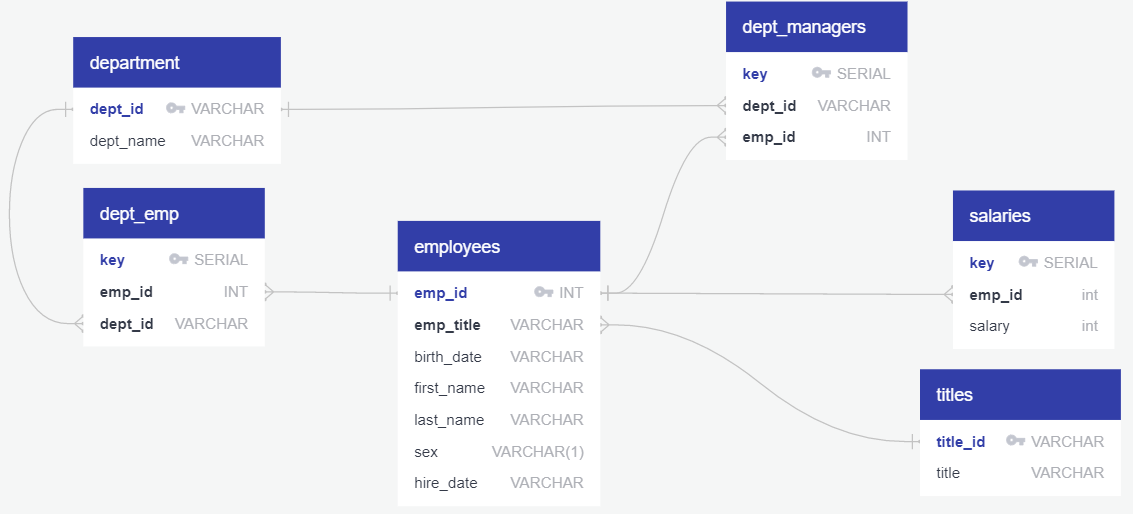 department
dept_id VARCHAR
dept_name VARCHAR
dept_managers
key SERIAL
dept_id VARCHAR
emp_id INT
dept_emp
key SERIAL
emp_id INT
dept_id VARCHAR
employees
emp_id INT
emp_title VARCHAR
birth_date VARCHAR
first_name VARCHAR
last_name VARCHAR
sex VARCHAR(1)
hire_date VARCHAR
salaries
key SERIAL
emp_id int
salary int
titles
title_id VARCHAR
title VARCHAR